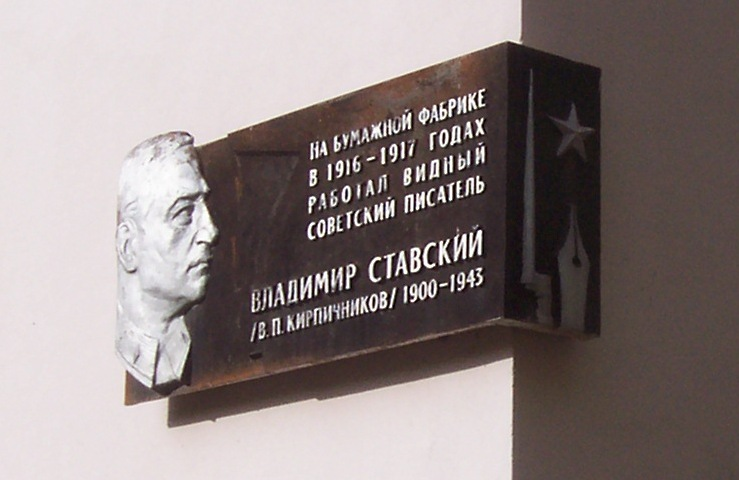 НА БУМАЖНОЙ ФАБРИКЕ
В 1916-1917 ГОДАХ
РАБОТАЛ ВИДНЫЙ
СОВЕТСКИЙ ПИСАТЕЛЬ
ВЛАДИМИР СТАВСКИЙ
/В. П. КИРПИЧНИКОВ/ 1900-1943